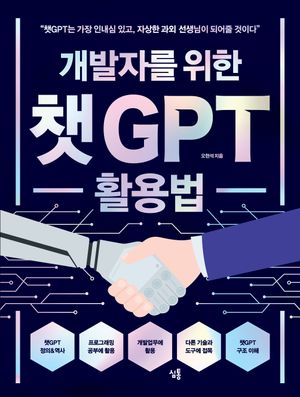 "챗GPT는 가장 인내심 있고, 자상한 과외 선생님이 되어줄 것이다"
개발자를 위한
챗GPT
오현석 지음
활용법
챗GPT
정의&역사
프로그래밍
공부에 활용
개발업무에
활용
다른 기술과
도구에 접목
챗GPT
구조 이해
심통